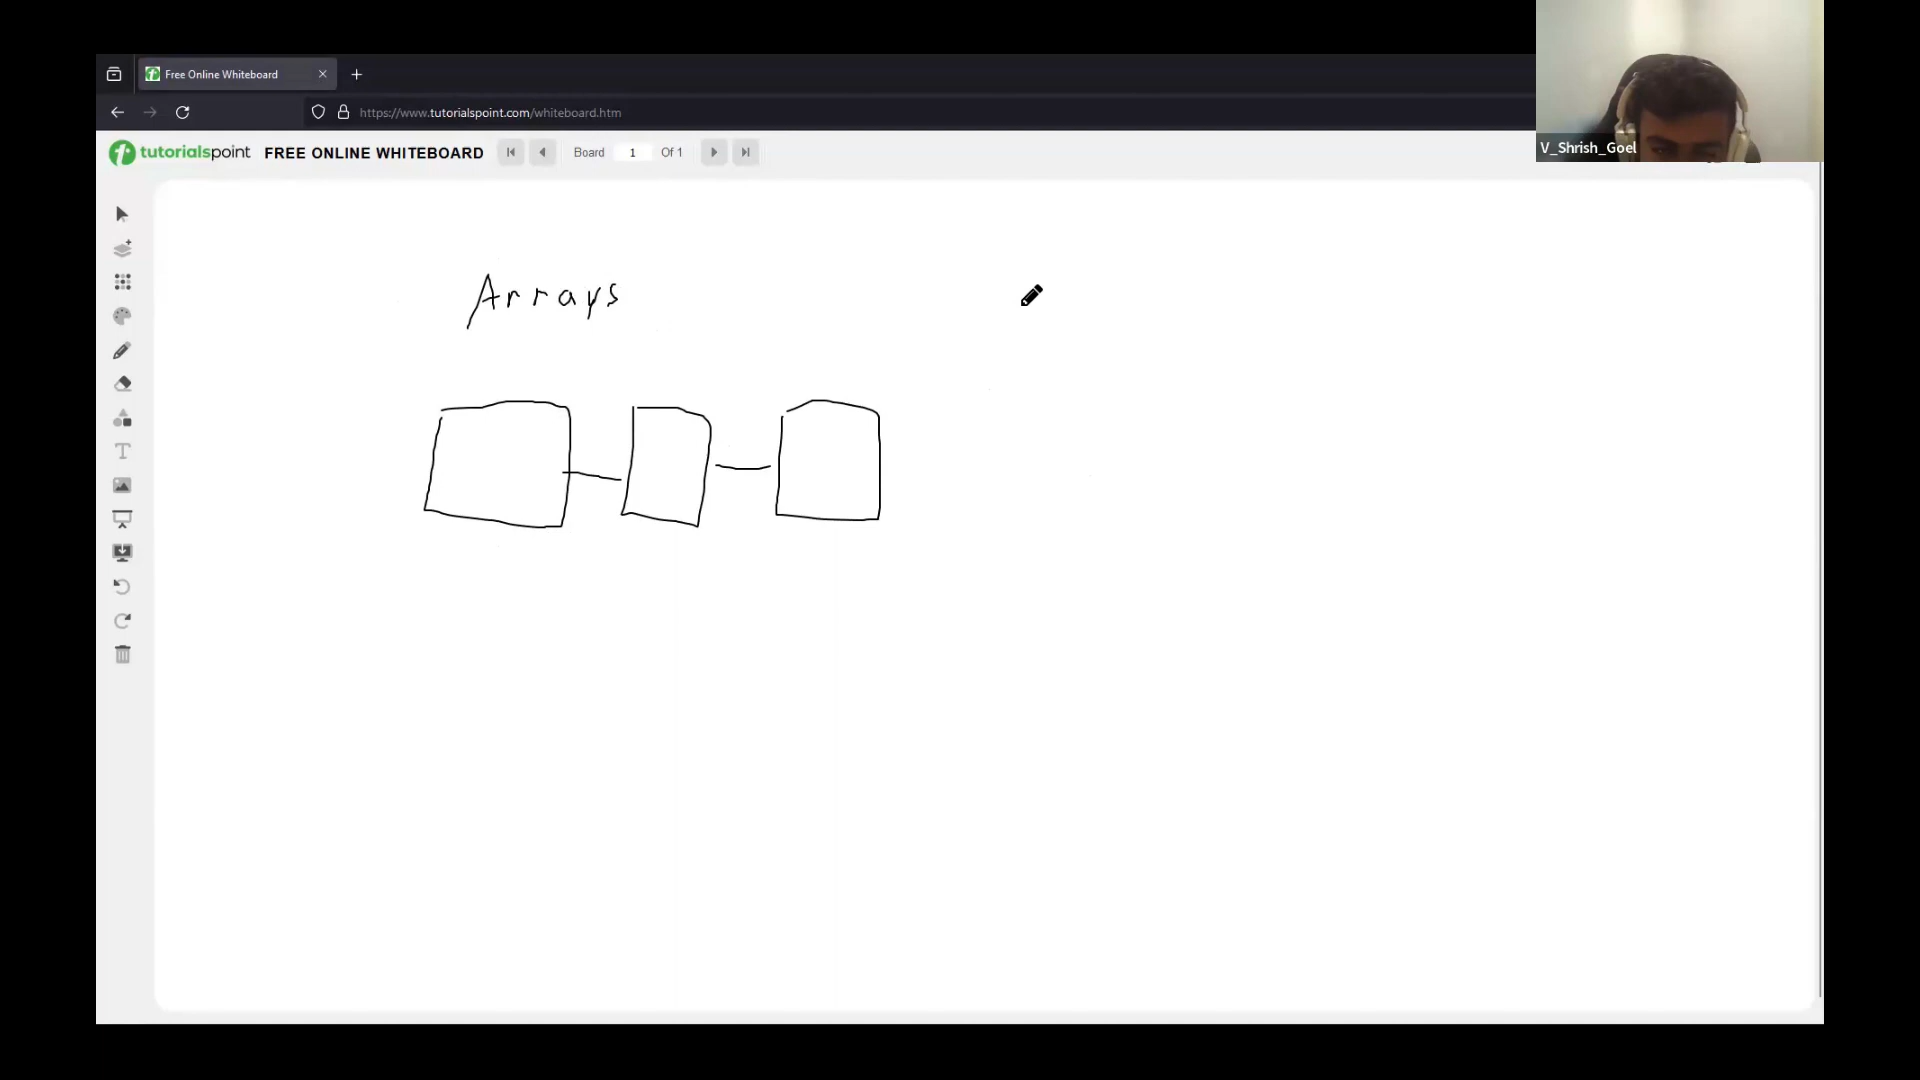 Free Online Whiteboard
https://www.tutorialspoint.com/whiteboard.htm
tutorialspoint FREE ONLINE WHITEBOARD Board 1 Of 1
V_Shrish_Goel
Arrays